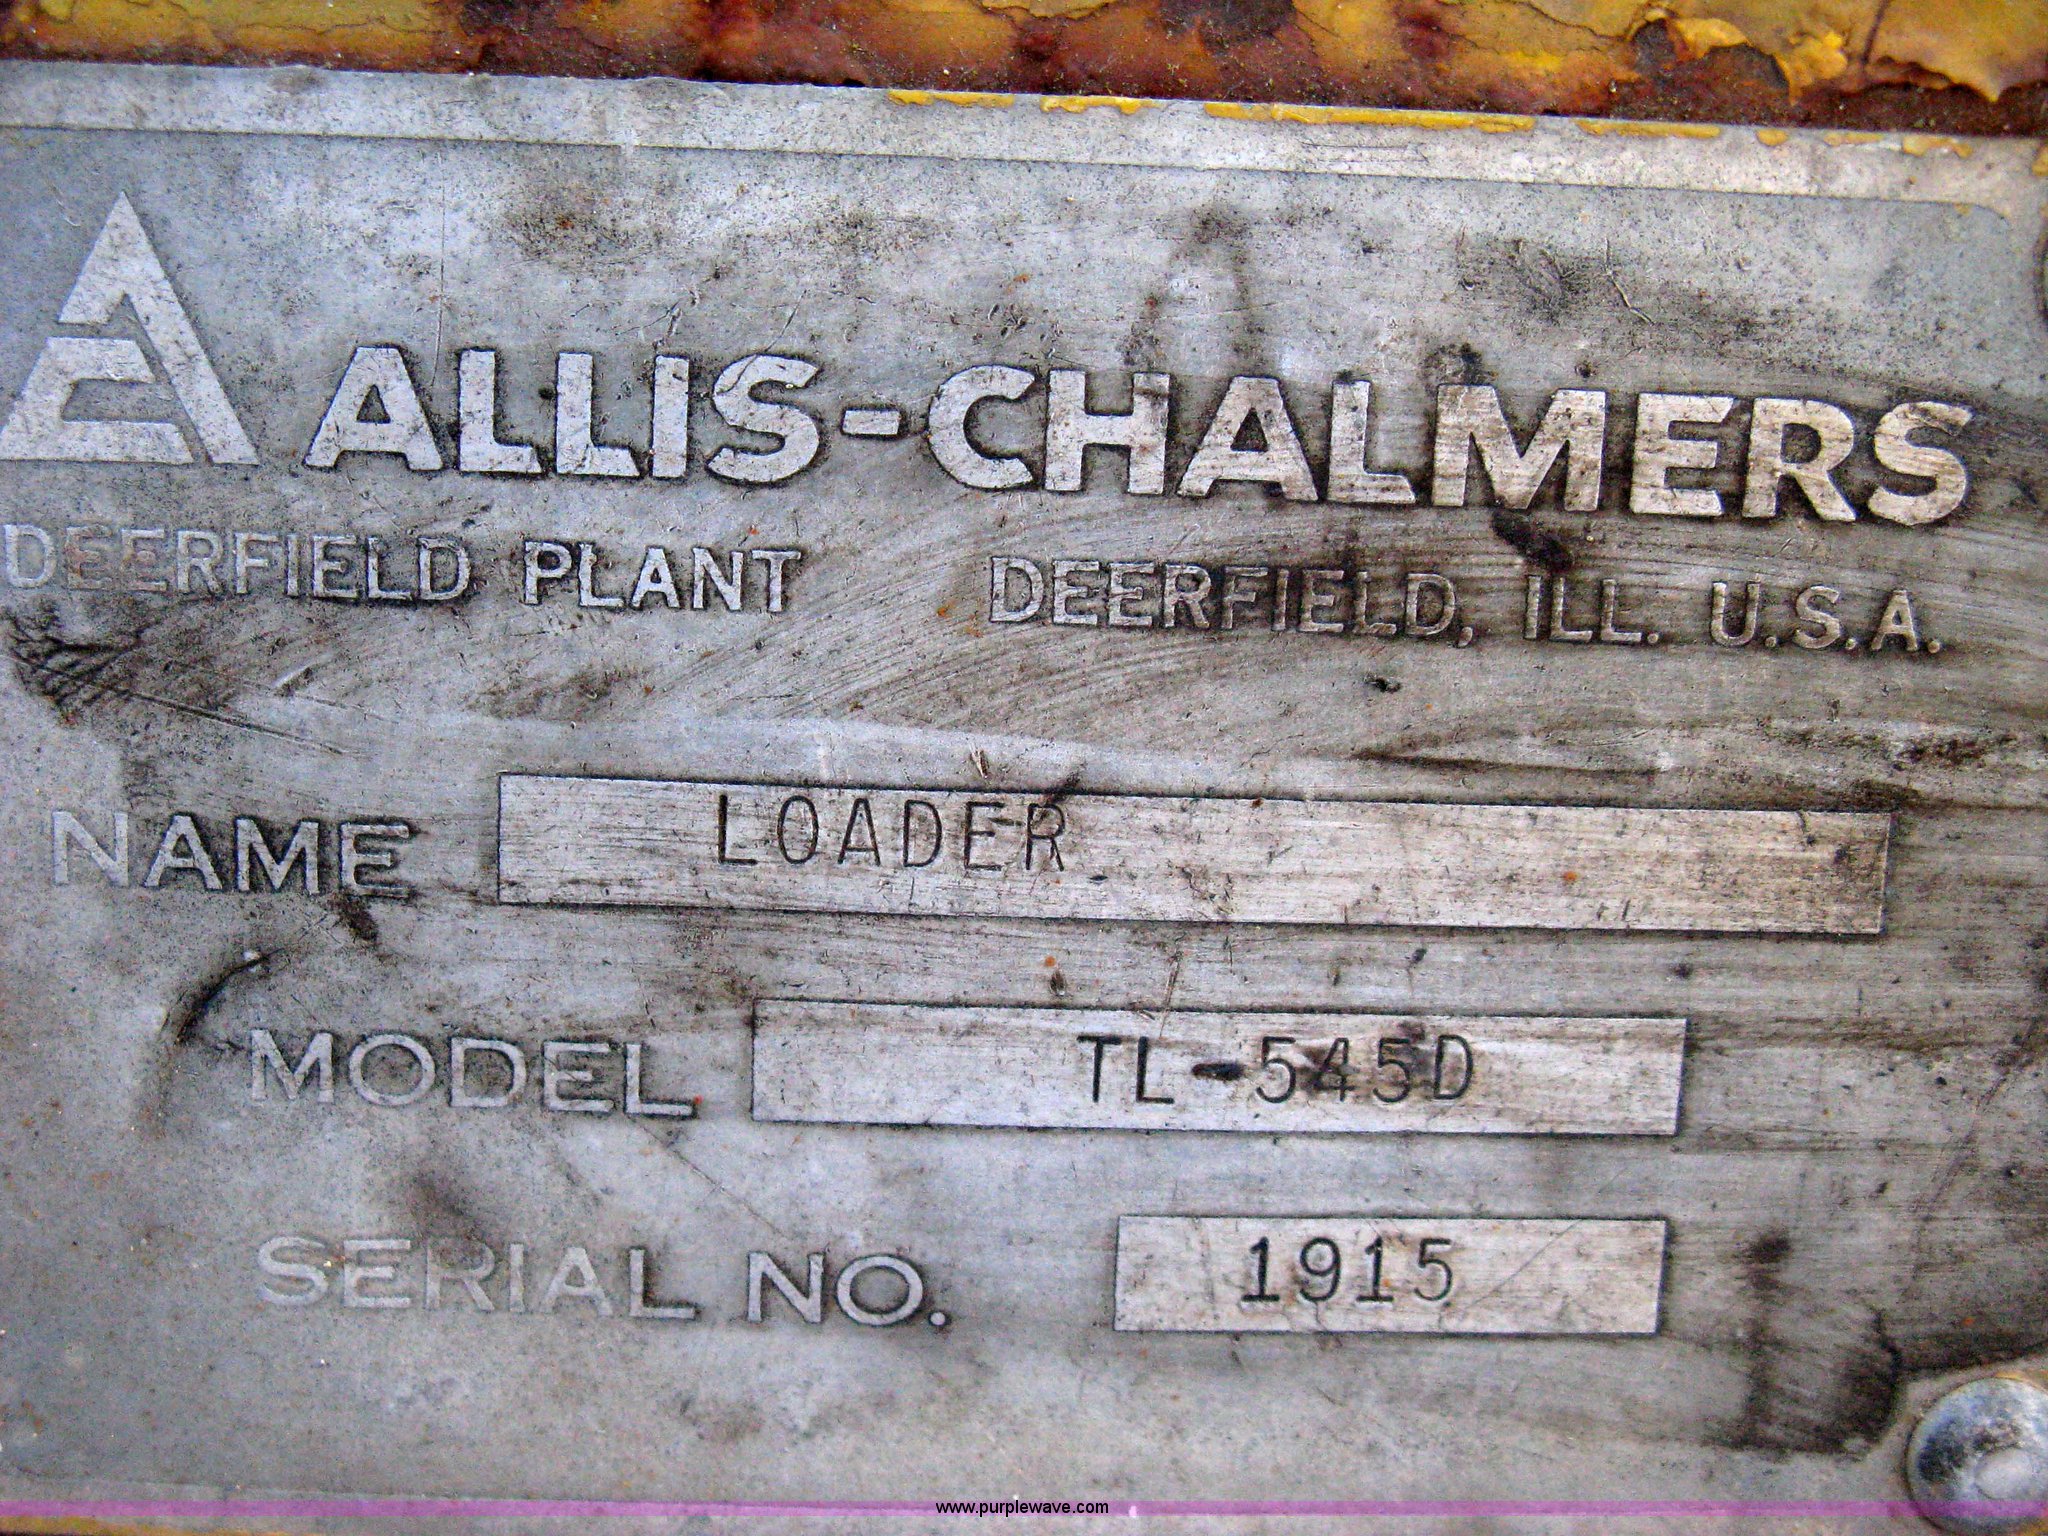 ALLIS-CHALMERS
DEERFIELD PLANT DEERFIELD, ILL. U.S.A.
NAME LOADER
MODEL TL-545D
SERIAL NO. 1915
www.purplewave.com